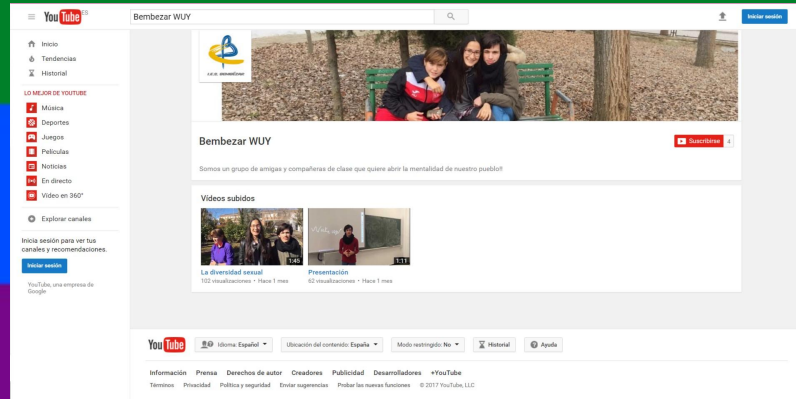 YouTube ES
Bembezar WUY
Iniciar sesión
Inicio
Tendencias
Historial
LO MEJOR DE YOUTUBE
Música
Deportes
Juegos
Películas
Noticias
En directo
Vídeo en 360°
Explorar canales
Inicia sesión para ver tus
canales y recomendaciones.
Iniciar sesión
YouTube, una empresa de
Google
I.E.S. BEMBÉZAR
Bembezar WUY
Suscribirse 4
Somos un grupo de amigas y compañeras de clase que quiere abrir la mentalidad de nuestro pueblo!!
Vídeos subidos
1:45
1:11
La diversidad sexual
102 visualizaciones • Hace 1 mes
Presentación
62 visualizaciones • Hace 1 mes
YouTube
Idioma: Español
Ubicación del contenido: España
Modo restringido: No
Historial
Ayuda
Información Prensa Derechos de autor Creadores Publicidad Desarrolladores +YouTube
Términos Privacidad Política y seguridad Enviar sugerencias Probar las nuevas funciones © 2017 YouTube, LLC